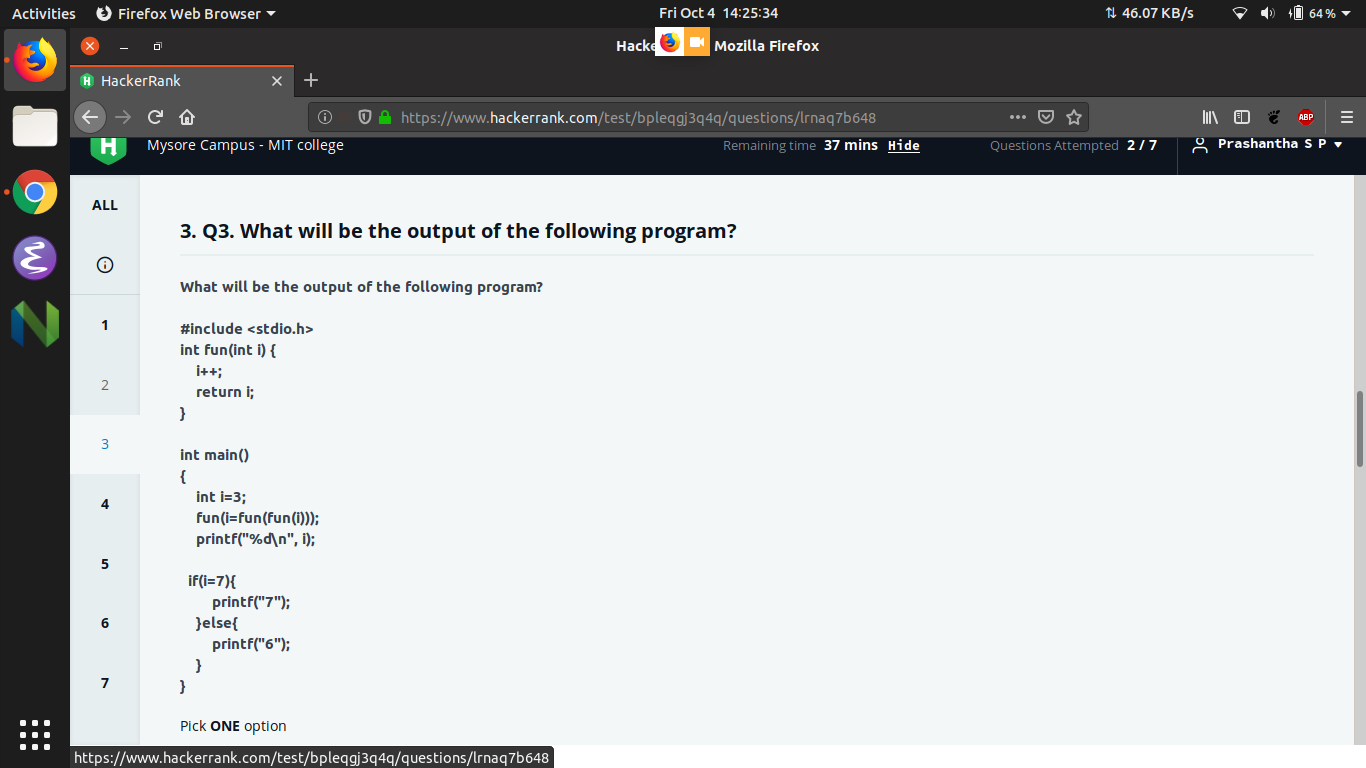 Activities Firefox Web Browser Fri Oct 4 14:25:34 46.07 KB/s 64 %
Hacke Mozilla Firefox
HackerRank
https://www.hackerrank.com/test/bpleqgj3q4q/questions/lrnaq7b648 ABP
Mysore Campus - MIT college Remaining time 37 mins Hide Questions Attempted 2 / 7 Prashantha S P
ALL
3. Q3. What will be the output of the following program?
What will be the output of the following program?
1
#include <stdio.h>
int fun(int i) {
i++;
2
return i;
}
3
int main()
{
int i=3;
4
fun(i=fun(fun(i)));
printf("%d\n", i);
5
if(i=7){
printf("7");
6
}else{
printf("6");
}
7
}
Pick ONE option
https://www.hackerrank.com/test/bpleqgj3q4q/questions/lrnaq7b648